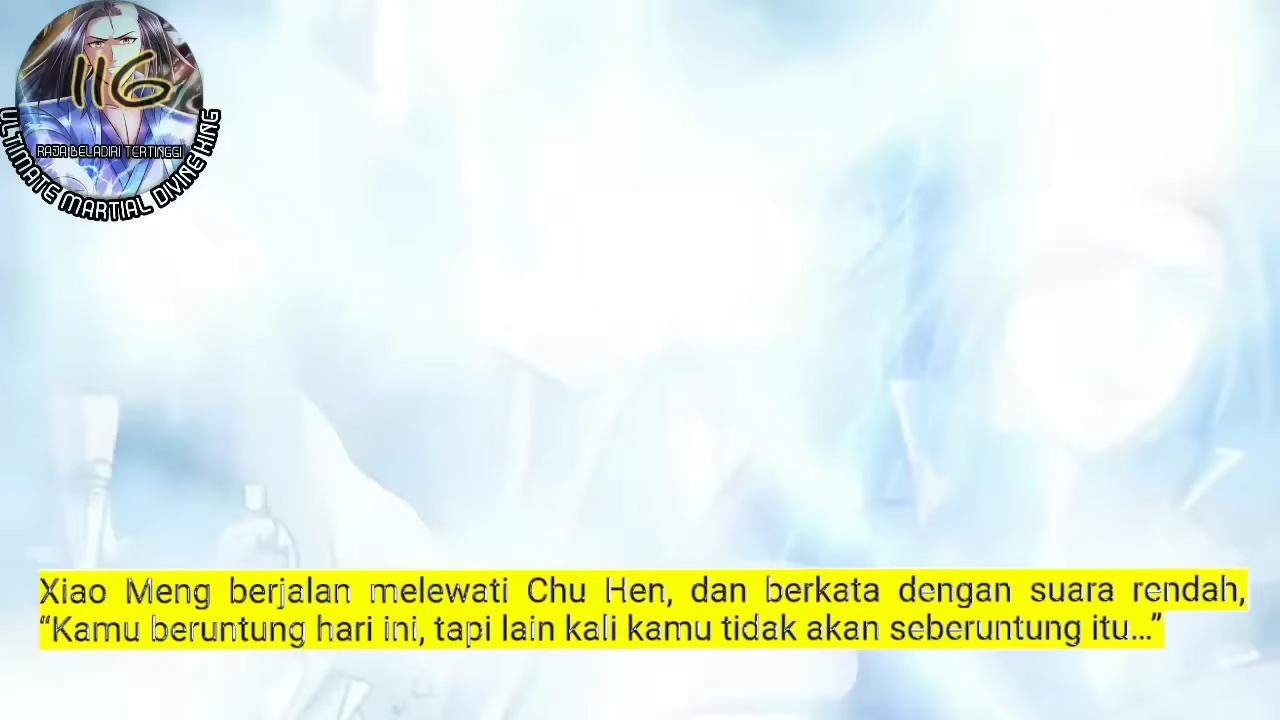 116
RAJA BELADIRI TERTINGGI
ULTIMATE MARTIAL DIVINE KING
Xiao Meng berjalan melewati Chu Hen, dan berkata dengan suara rendah,
“Kamu beruntung hari ini, tapi lain kali kamu tidak akan seberuntung itu...”